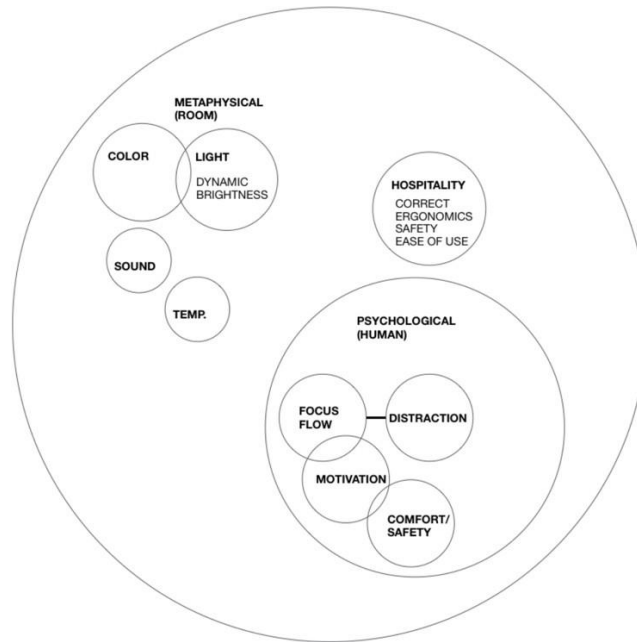 METAPHYSICAL
(ROOM)
COLOR
LIGHT
DYNAMIC
BRIGHTNESS
SOUND
TEMP.
HOSPITALITY
CORRECT
ERGONOMICS
SAFETY
EASE OF USE
PSYCHOLOGICAL
(HUMAN)
FOCUS
FLOW
DISTRACTION
MOTIVATION
COMFORT/
SAFETY